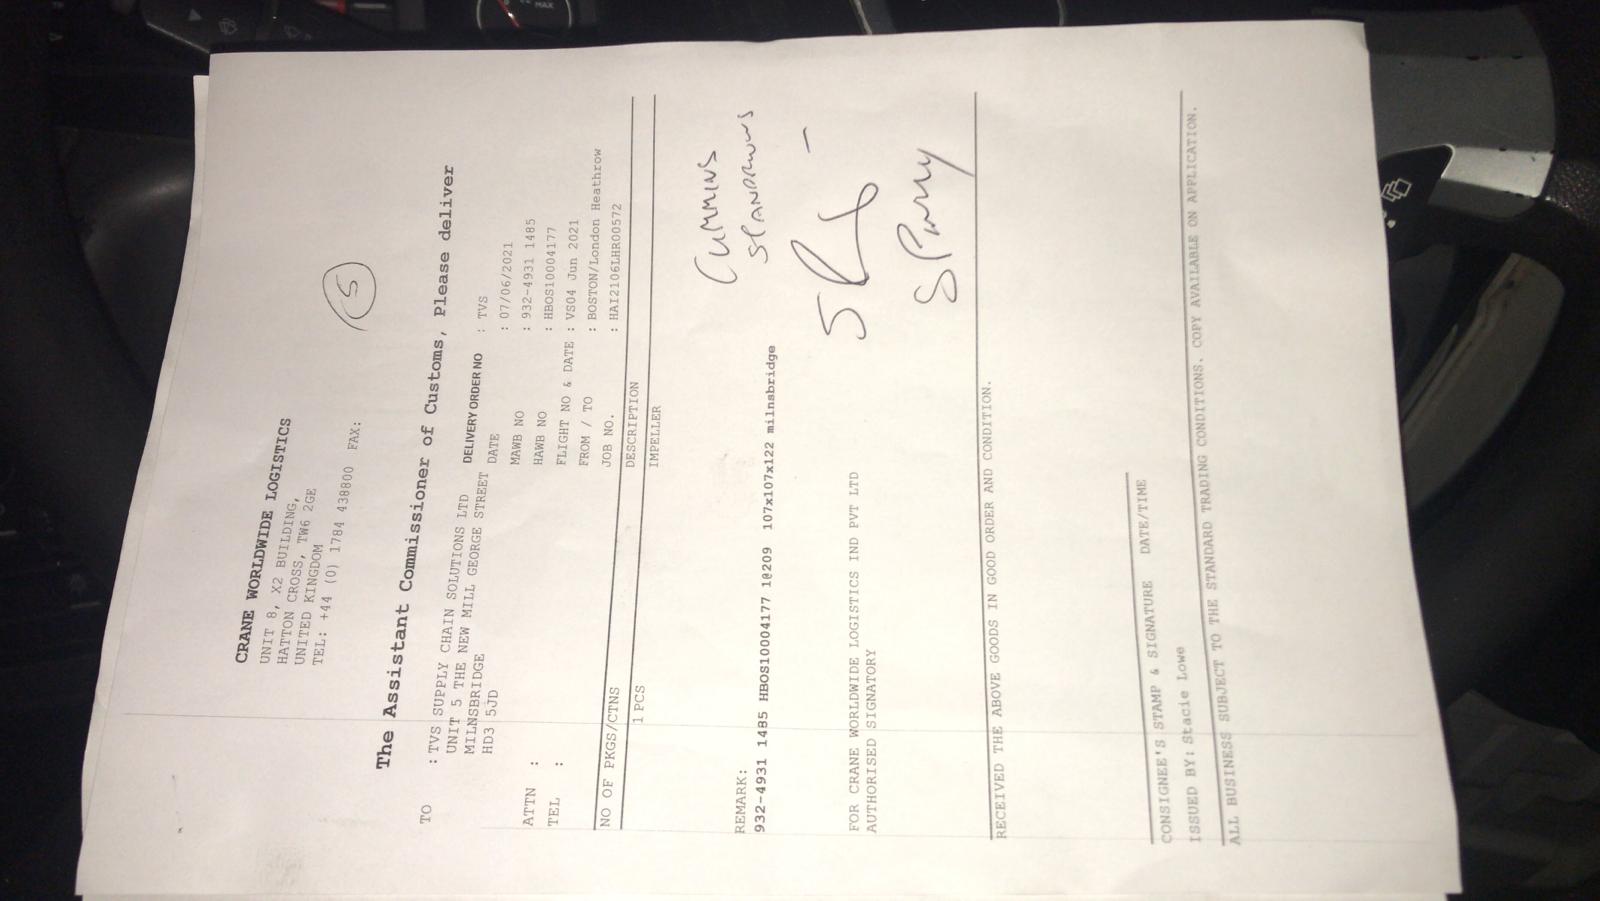 CRANE WORLDWIDE LOGISTICS
UNIT 8, X2 BUILDING,
HATTON CROSS, TW6 2GE
UNITED KINGDOM
TEL: +44 (0) 1784 438800 FAX:
5
The Assistant Commissioner of Customs, Please deliver
TO : TVS SUPPLY CHAIN SOLUTIONS LTD
UNIT 5 THE NEW MILL GEORGE STREET
MILNSBRIDGE
HD3 5JD
ATTN :
TEL :
DELIVERY ORDER NO : TVS
DATE : 07/06/2021
MAWB NO : 932-4931 1485
HAWB NO : HBOS10004177
FLIGHT NO & DATE : VS04 Jun 2021
FROM / TO : BOSTON/London Heathrow
JOB NO. : HAI2106LHR00572
NO OF PKGS/CTNS DESCRIPTION
1 PCS IMPELLER
CUMMINS
REMARK:
932-4931 1485 HBOS10004177 1@209 107x107x122 milnsbridge
FOR CRANE WORLDWIDE LOGISTICS IND PVT LTD
AUTHORISED SIGNATORY
S Parry
RECEIVED THE ABOVE GOODS IN GOOD ORDER AND CONDITION.
CONSIGNEE'S STAMP & SIGNATURE DATE/TIME
ISSUED BY: Stacie Lowe
ALL BUSINESS SUBJECT TO THE STANDARD TRADING CONDITIONS. COPY AVAILABLE ON APPLICATION.
MAX